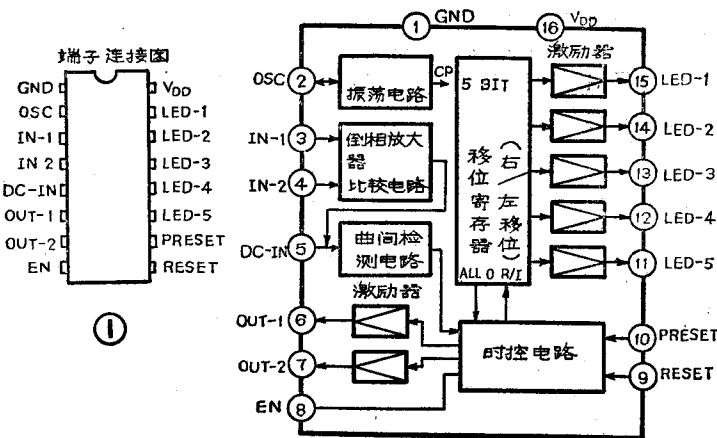 端子连接图
GND
OSC
IN-1
IN 2
DC-IN
OUT-1
OUT-2
EN
VDD
LED-1
LED-2
LED-3
LED-4
LED-5
PRESET
RESET
①
1 GND
16 VDD
激励器
OSC 2
振荡电路
CP
5 BIT
移位寄存器
(右/左移位)
ALL O R/I
IN-1 3
IN-2 4
倒相放大
器
比较电路
DC-IN 5
曲间检
测电路
激励器
OUT-1 6
OUT-2 7
EN 8
时控电路
15 LED-1
14 LED-2
13 LED-3
12 LED-4
11 LED-5
10 PRESET
9 RESET